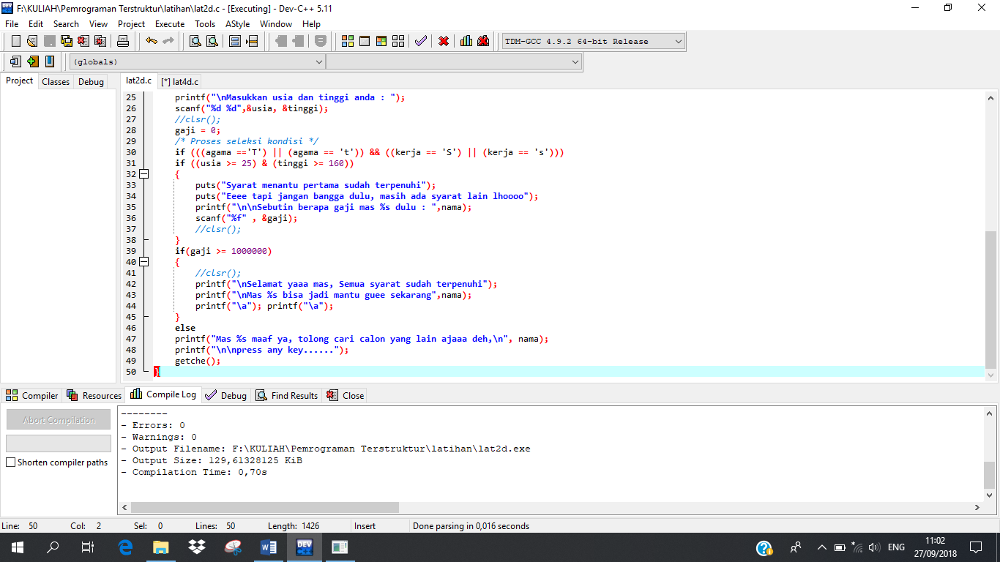 F:\KULIAH\Pemrograman Terstruktur\latihan\lat2d.c - [Executing] - Dev-C++ 5.11
File Edit Search View Project Execute Tools AStyle Window Help
TDM-GCC 4.9.2 64-bit Release
(globals)
Project Classes Debug lat2d.c [*] lat4d.c
25 printf("\nMasukkan usia dan tinggi anda : ");
26 scanf("%d %d",&usia, &tinggi);
27 //clsr();
28 gaji = 0;
29 /* Proses seleksi kondisi */
30 if (((agama =='T') || (agama == 't')) && ((kerja == 'S') || (kerja == 's')))
31 if ((usia >= 25) & (tinggi >= 160))
32 {
33 puts("Syarat menantu pertama sudah terpenuhi");
34 puts("Eeee tapi jangan bangga dulu, masih ada syarat lain lhoooo");
35 printf("\n\nSebutin berapa gaji mas %s dulu : ",nama);
36 scanf("%f" , &gaji);
37 //clsr();
38 }
39 if(gaji >= 1000000)
40 {
41 //clsr();
42 printf("\nSelamat yaaa mas, Semua syarat sudah terpenuhi");
43 printf("\nMas %s bisa jadi mantu guee sekarang",nama);
44 printf("\a"); printf("\a");
45 }
46 else
47 printf("Mas %s maaf ya, tolong cari calon yang lain ajaaa deh,\n", nama);
48 printf("\n\npress any key......");
49 getche();
50 }
Compiler Resources Compile Log Debug Find Results Close
Abort Compilation
Shorten compiler paths
--------
- Errors: 0
- Warnings: 0
- Output Filename: F:\KULIAH\Pemrograman Terstruktur\latihan\lat2d.exe
- Output Size: 129,61328125 KiB
- Compilation Time: 0,70s
Line: 50 Col: 2 Sel: 0 Lines: 50 Length: 1426 Insert Done parsing in 0,016 seconds
ENG 11:02
27/09/2018